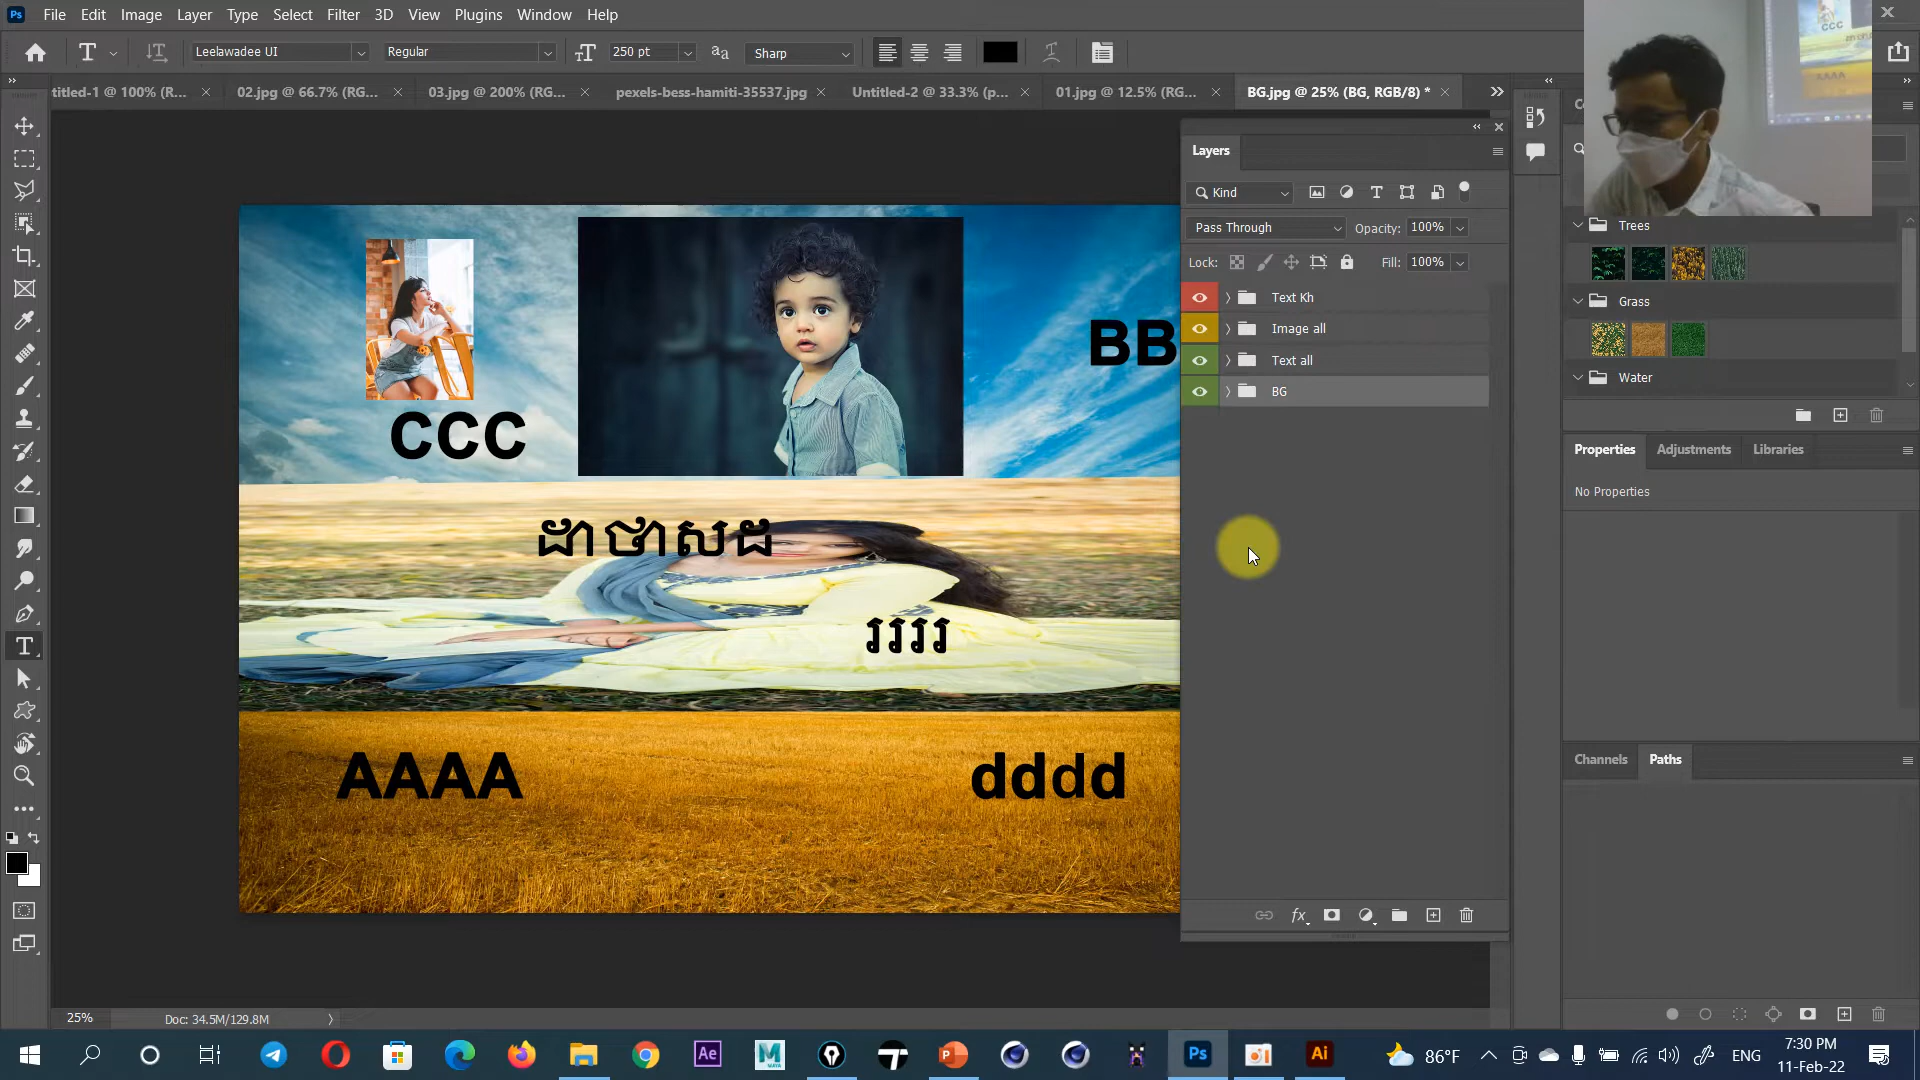 File Edit Image Layer Type Select Filter 3D View Plugins Window Help
Leelawadee UI Regular 250 pt Sharp
titled-1 @ 100% (R... 02.jpg @ 66.7% (RG... 03.jpg @ 200% (RG... pexels-bess-hamiti-35537.jpg Untitled-2 @ 33.3% (p... 01.jpg @ 12.5% (RG... BG.jpg @ 25% (BG, RGB/8) *
Layers
Kind
Pass Through Opacity: 100%
Lock: Fill: 100%
Text Kh
Image all
Text all
BG
Trees
Grass
Water
Properties Adjustments Libraries
No Properties
Channels Paths
CCC
BB
ដាថាសដ
ររររ
AAAA
dddd
25% Doc: 34.5M/129.8M
86°F ENG 7:30 PM
11-Feb-22